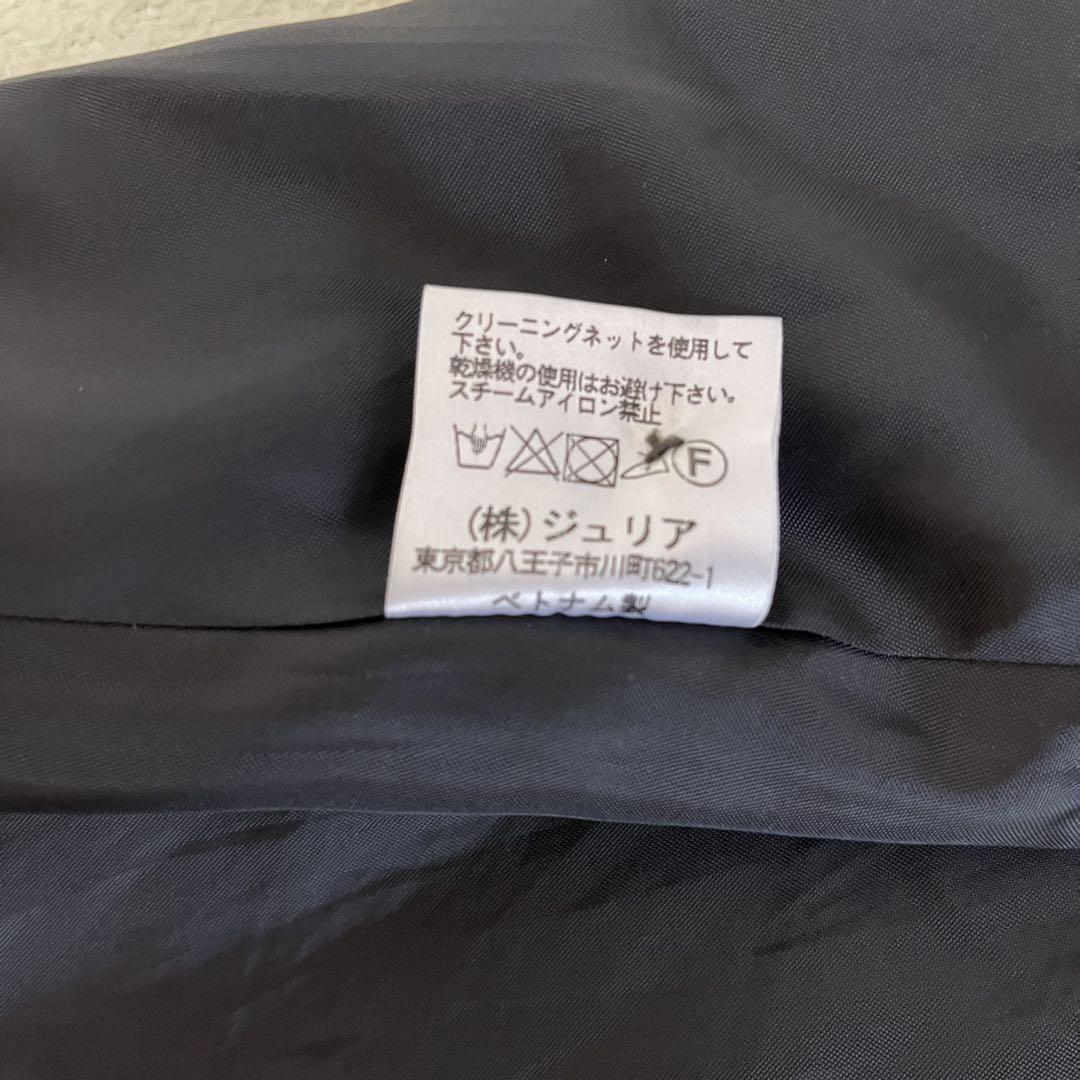 クリーニングネットを使用して
下さい。
乾燥機の使用はお避け下さい。
スチームアイロン禁止
F
(株)ジュリア
東京都八王子市川町622-1
ベトナム製